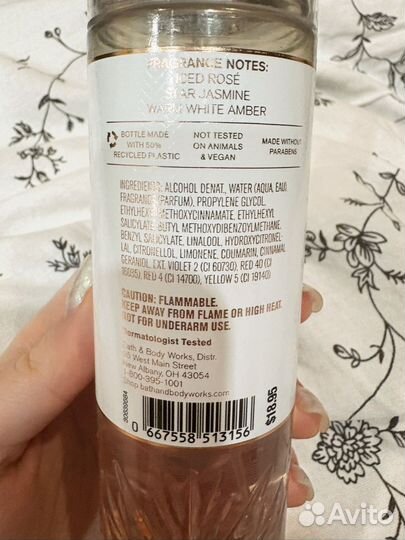 FRAGRANCE NOTES:
ICED ROSÉ
STAR JASMINE
WARM WHITE AMBER
BOTTLE MADE
WITH 50%
RECYCLED PLASTIC
NOT TESTED
ON ANIMALS
& VEGAN
MADE WITHOUT
PARABENS
INGREDIENTS: ALCOHOL DENAT., WATER (AQUA, EAU),
FRAGRANCE (PARFUM), PROPYLENE GLYCOL,
ETHYLHEXYL METHOXYCINNAMATE, ETHYLHEXYL
SALICYLATE, BUTYL METHOXYDIBENZOYLMETHANE,
BENZYL SALICYLATE, LINALOOL, HYDROXYCITRONEL-
LAL, CITRONELLOL, LIMONENE, COUMARIN, CINNAMAL,
GERANIOL, EXT. VIOLET 2 (CI 60730), RED 40 (CI
16035), RED 4 (CI 14700), YELLOW 5 (CI 19140)
CAUTION: FLAMMABLE.
KEEP AWAY FROM FLAME OR HIGH HEAT.
NOT FOR UNDERARM USE.
Dermatologist Tested
Bath & Body Works, Distr.
West Main Street
New Albany, OH 43054
1-800-395-1001
Shop bathandbodyworks.com
0 667558 513156
$18.95
Avito